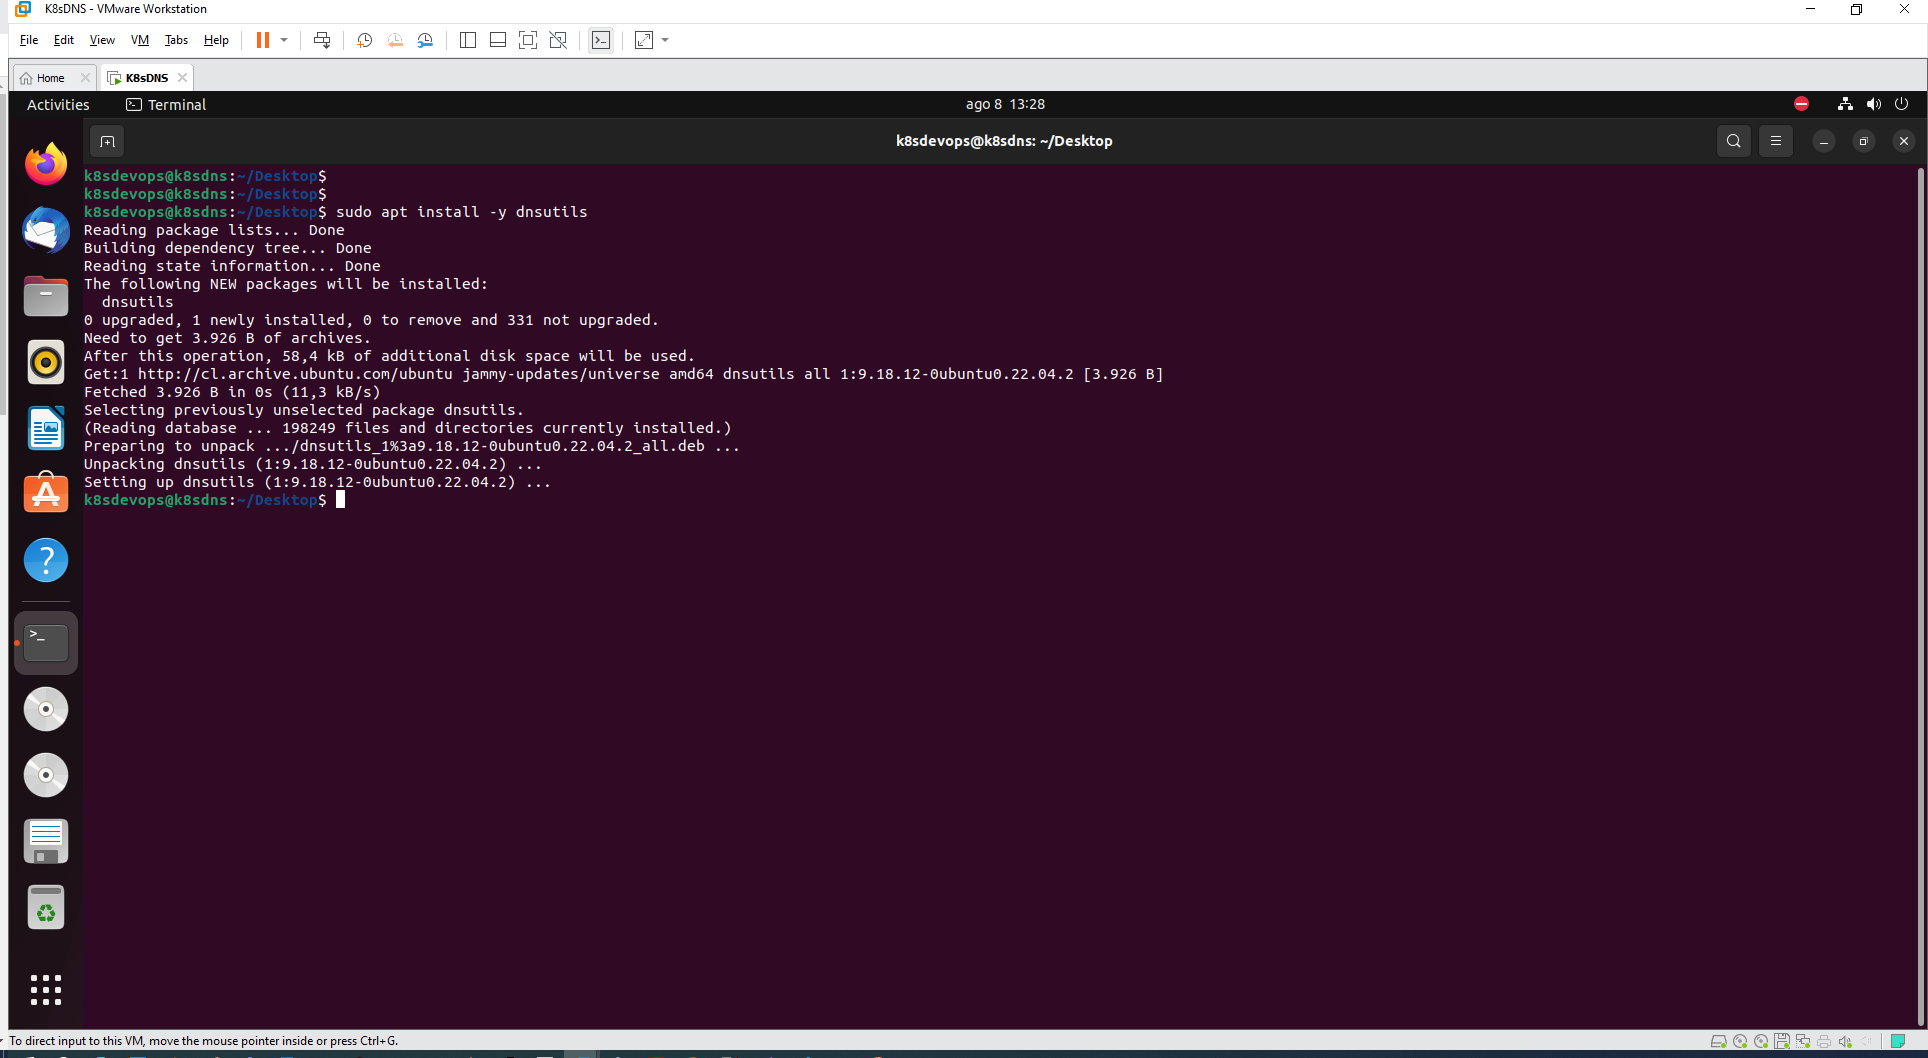 K8sDNS - VMware Workstation
File Edit View VM Tabs Help
Home K8sDNS
Activities Terminal ago 8 13:28
k8sdevops@k8sdns: ~/Desktop
k8sdevops@k8sdns:~/Desktop$
k8sdevops@k8sdns:~/Desktop$
k8sdevops@k8sdns:~/Desktop$ sudo apt install -y dnsutils
Reading package lists... Done
Building dependency tree... Done
Reading state information... Done
The following NEW packages will be installed:
  dnsutils
0 upgraded, 1 newly installed, 0 to remove and 331 not upgraded.
Need to get 3.926 B of archives.
After this operation, 58,4 kB of additional disk space will be used.
Get:1 http://cl.archive.ubuntu.com/ubuntu jammy-updates/universe amd64 dnsutils all 1:9.18.12-0ubuntu0.22.04.2 [3.926 B]
Fetched 3.926 B in 0s (11,3 kB/s)
Selecting previously unselected package dnsutils.
(Reading database ... 198249 files and directories currently installed.)
Preparing to unpack .../dnsutils_1%3a9.18.12-0ubuntu0.22.04.2_all.deb ...
Unpacking dnsutils (1:9.18.12-0ubuntu0.22.04.2) ...
Setting up dnsutils (1:9.18.12-0ubuntu0.22.04.2) ...
k8sdevops@k8sdns:~/Desktop$
To direct input to this VM, move the mouse pointer inside or press Ctrl+G.